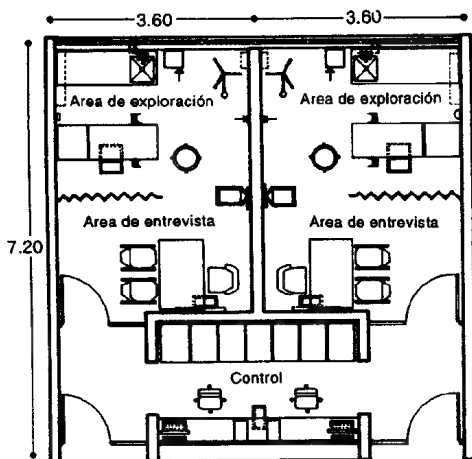 3.60 3.60
Area de exploración Area de exploración
Area de entrevista Area de entrevista
7.20
Control